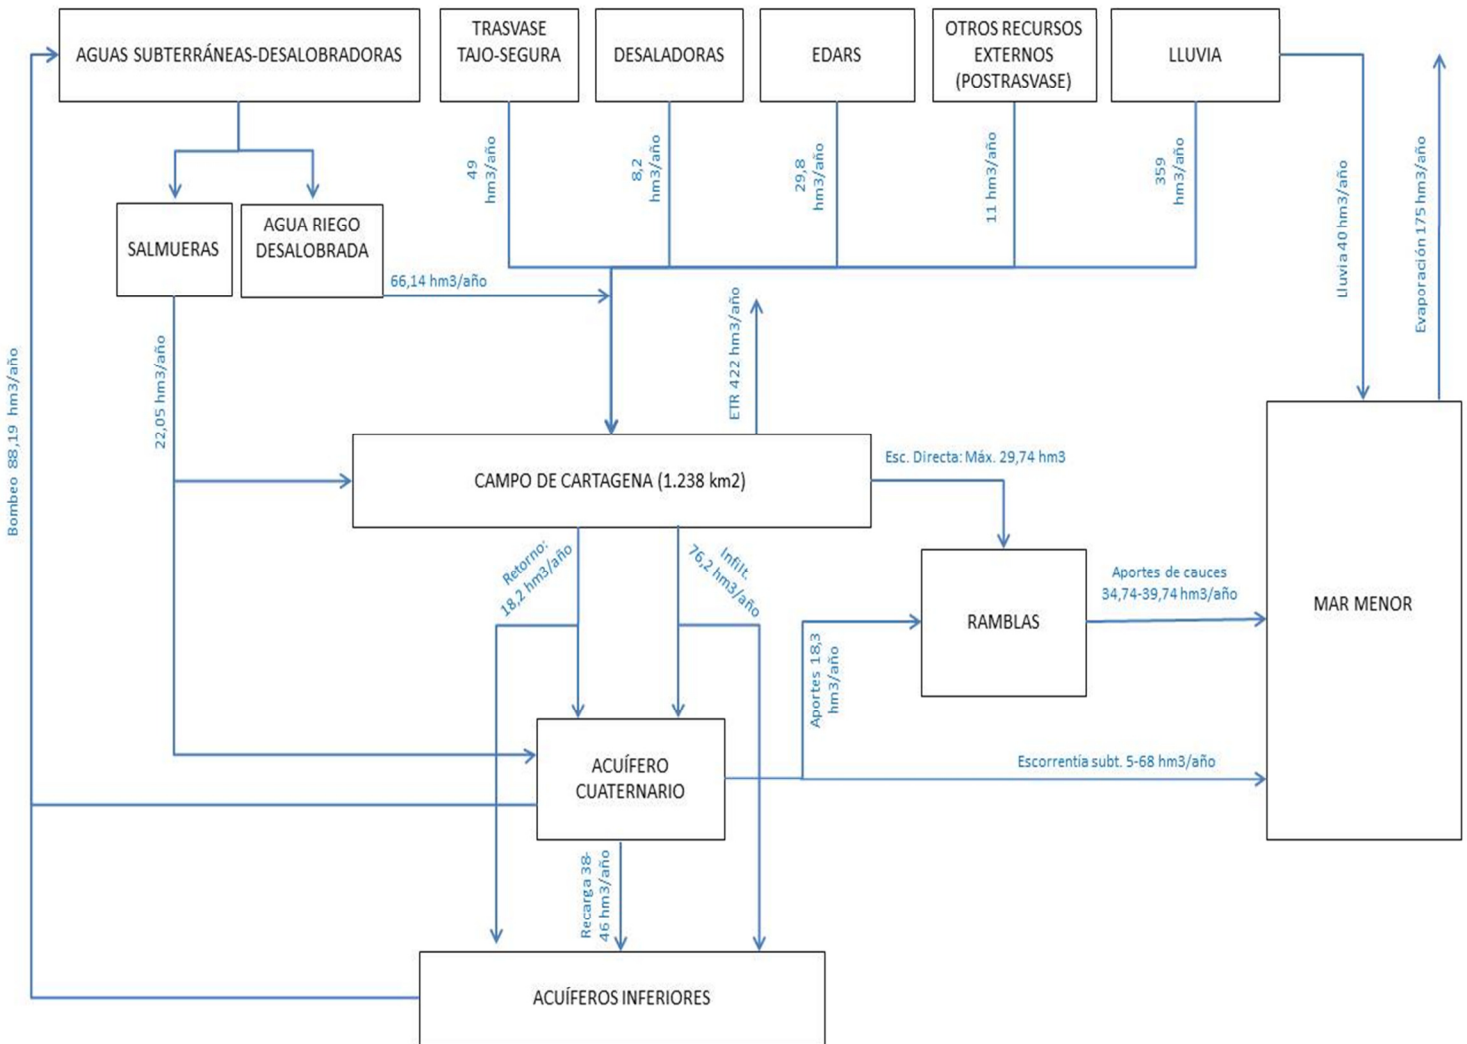 AGUAS SUBTERRÁNEAS-DESALOBRADORAS
TRASVASE
TAJO-SEGURA
DESALADORAS
EDARS
OTROS RECURSOS
EXTERNOS
(POSTRASVASE)
LLUVIA
49
hm3/año
8,2
hm3/año
29,8
hm3/año
11 hm3/año
359
hm3/año
Lluvia 40 hm3/año
Evaporación 175 hm3/año
SALMUERAS
AGUA RIEGO
DESALOBRADA
66,14 hm3/año
ETR 422 hm3/año
22,05 hm3/año
Bombeo 88,19 hm3/año
CAMPO DE CARTAGENA (1.238 km2)
Esc. Directa: Máx. 29,74 hm3
Retorno:
18,2 hm3/año
Infilt.
76,2 hm3/año
RAMBLAS
Aportes de cauces
34,74-39,74 hm3/año
MAR MENOR
Aportes 18,3
hm3/año
ACUÍFERO
CUATERNARIO
Escorrentía subt. 5-68 hm3/año
Recarga 38-
46 hm3/año
ACUÍFEROS INFERIORES